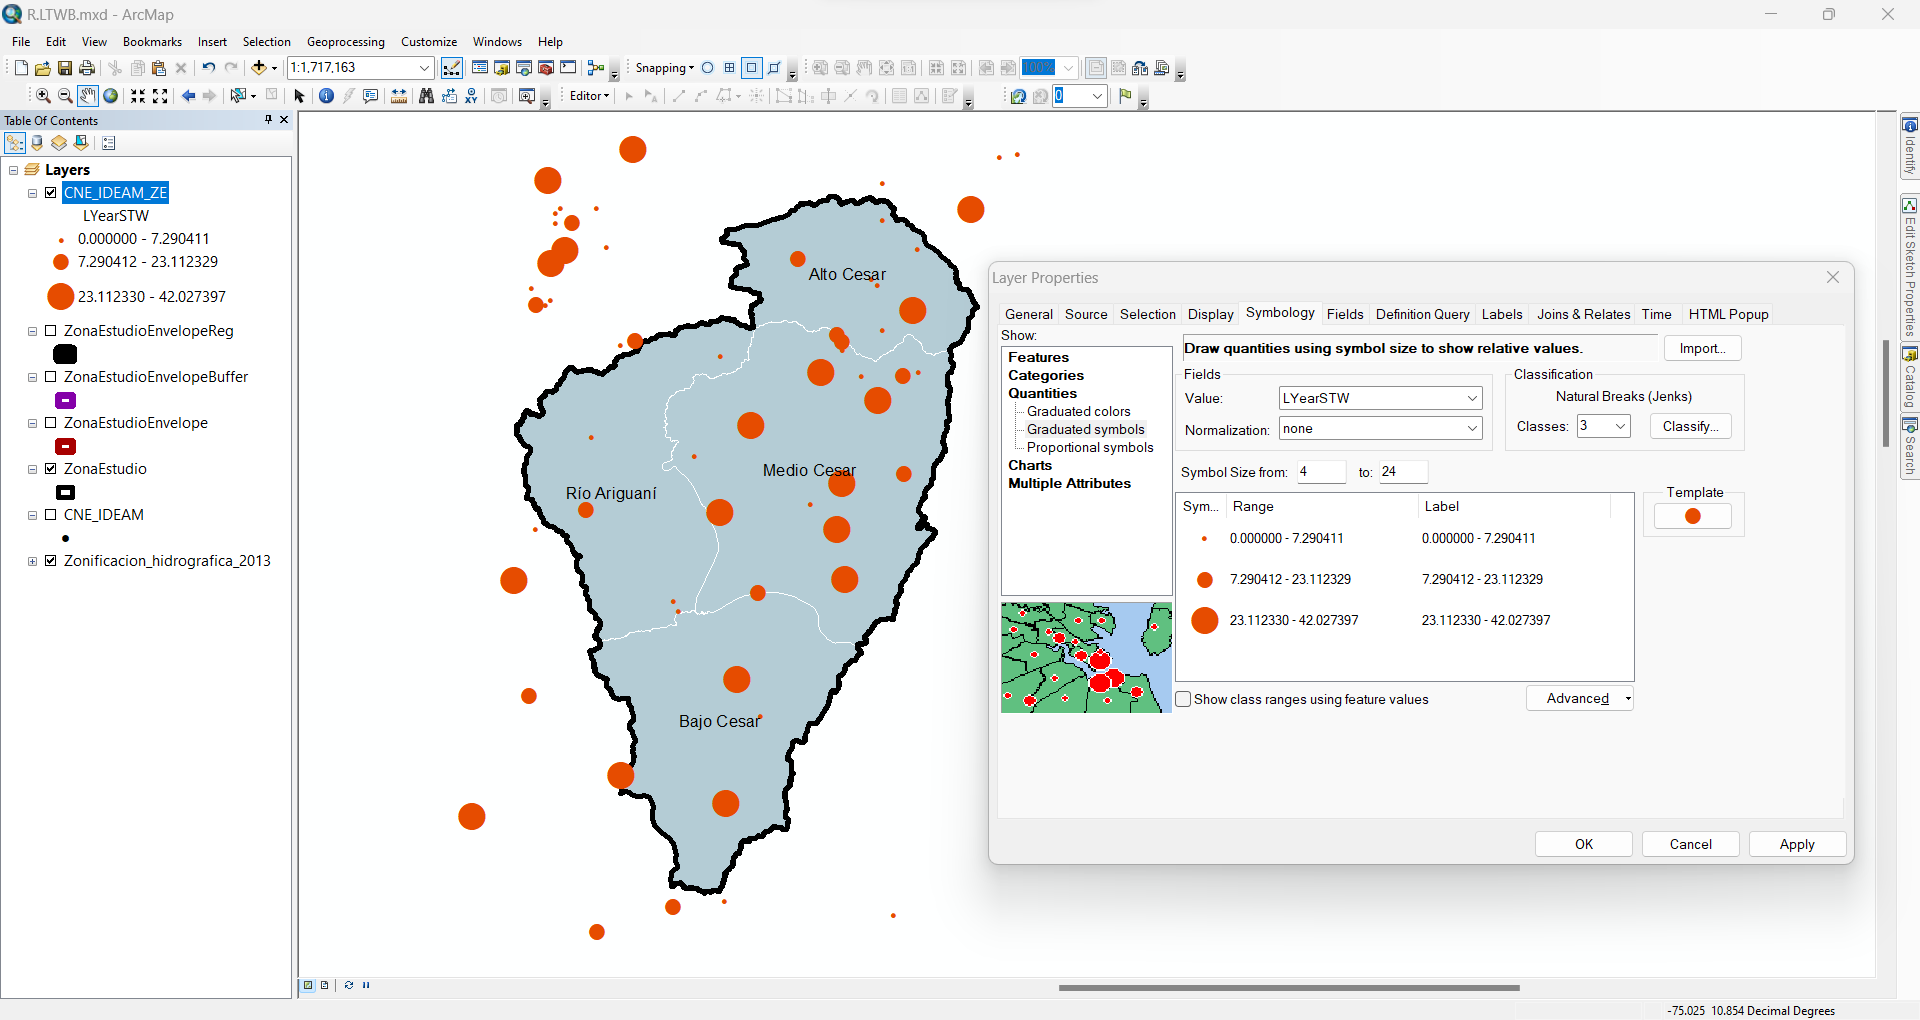 R.LTWB.mxd - ArcMap
File Edit View Bookmarks Insert Selection Geoprocessing Customize Windows Help
1:1,717,163
Snapping
100%
Editor
0
Table Of Contents
Layers
CNE_IDEAM_ZE
LYearSTW
0.000000 - 7.290411
7.290412 - 23.112329
23.112330 - 42.027397
ZonaEstudioEnvelopeReg
ZonaEstudioEnvelopeBuffer
ZonaEstudioEnvelope
ZonaEstudio
CNE_IDEAM
Zonificacion_hidrografica_2013
Alto Cesar
Medio Cesar
Río Ariguaní
Bajo Cesar
Layer Properties
General Source Selection Display Symbology Fields Definition Query Labels Joins & Relates Time HTML Popup
Show:
Features
Categories
Quantities
Graduated colors
Graduated symbols
Proportional symbols
Charts
Multiple Attributes
Draw quantities using symbol size to show relative values.
Import...
Fields
Value: LYearSTW
Normalization: none
Classification
Natural Breaks (Jenks)
Classes: 3 Classify...
Symbol Size from: 4 to: 24
Sym... Range Label
0.000000 - 7.290411 0.000000 - 7.290411
7.290412 - 23.112329 7.290412 - 23.112329
23.112330 - 42.027397 23.112330 - 42.027397
Template
Show class ranges using feature values
Advanced
OK Cancel Apply
Identify
Edit Sketch Properties
Catalog
Search
-75.025 10.854 Decimal Degrees